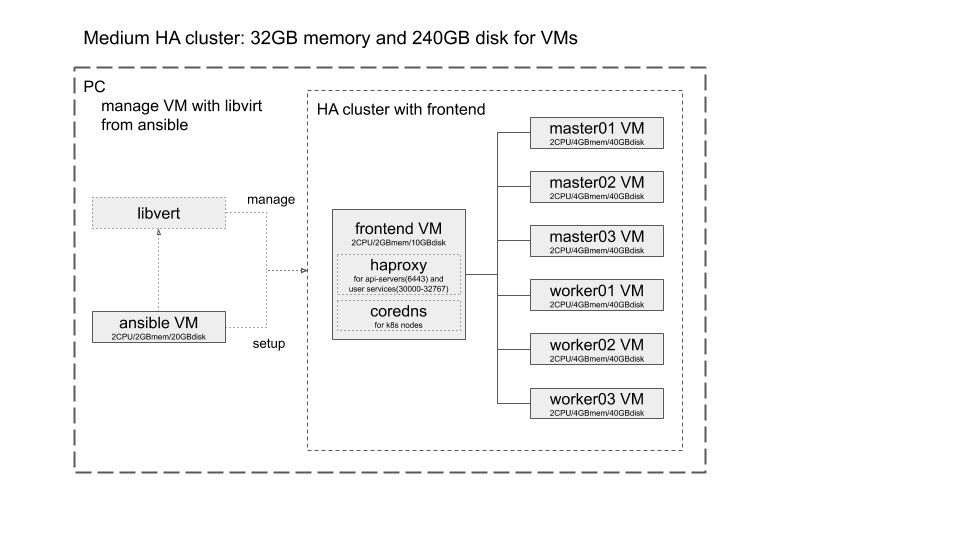 Medium HA cluster: 32GB memory and 240GB disk for VMs
PC
manage VM with libvirt
from ansible
libvert
manage
ansible VM
2CPU/2GBmem/20GBdisk
setup
HA cluster with frontend
frontend VM
2CPU/2GBmem/10GBdisk
haproxy
for api-servers(6443) and
user services(30000-32767)
coredns
for k8s nodes
master01 VM
2CPU/4GBmem/40GBdisk
master02 VM
2CPU/4GBmem/40GBdisk
master03 VM
2CPU/4GBmem/40GBdisk
worker01 VM
2CPU/4GBmem/40GBdisk
worker02 VM
2CPU/4GBmem/40GBdisk
worker03 VM
2CPU/4GBmem/40GBdisk